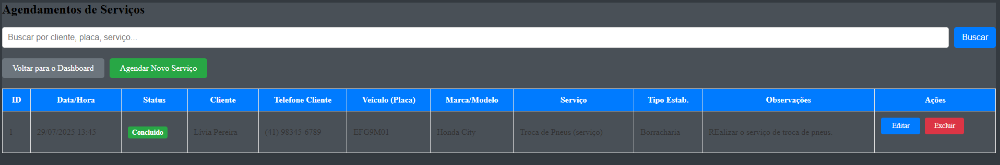 Agendamentos de Serviços
Buscar por cliente, placa, serviço... Buscar
Voltar para o Dashboard Agendar Novo Serviço
ID Data/Hora Status Cliente Telefone Cliente Veículo (Placa) Marca/Modelo Serviço Tipo Estab. Observações Ações
1 29/07/2025 13:45 Concluído Lívia Pereira (41) 98345-6789 EFG9M01 Honda City Troca de Pneus (serviço) Borracharia REalizar o serviço de troca de pneus. Editar Excluir